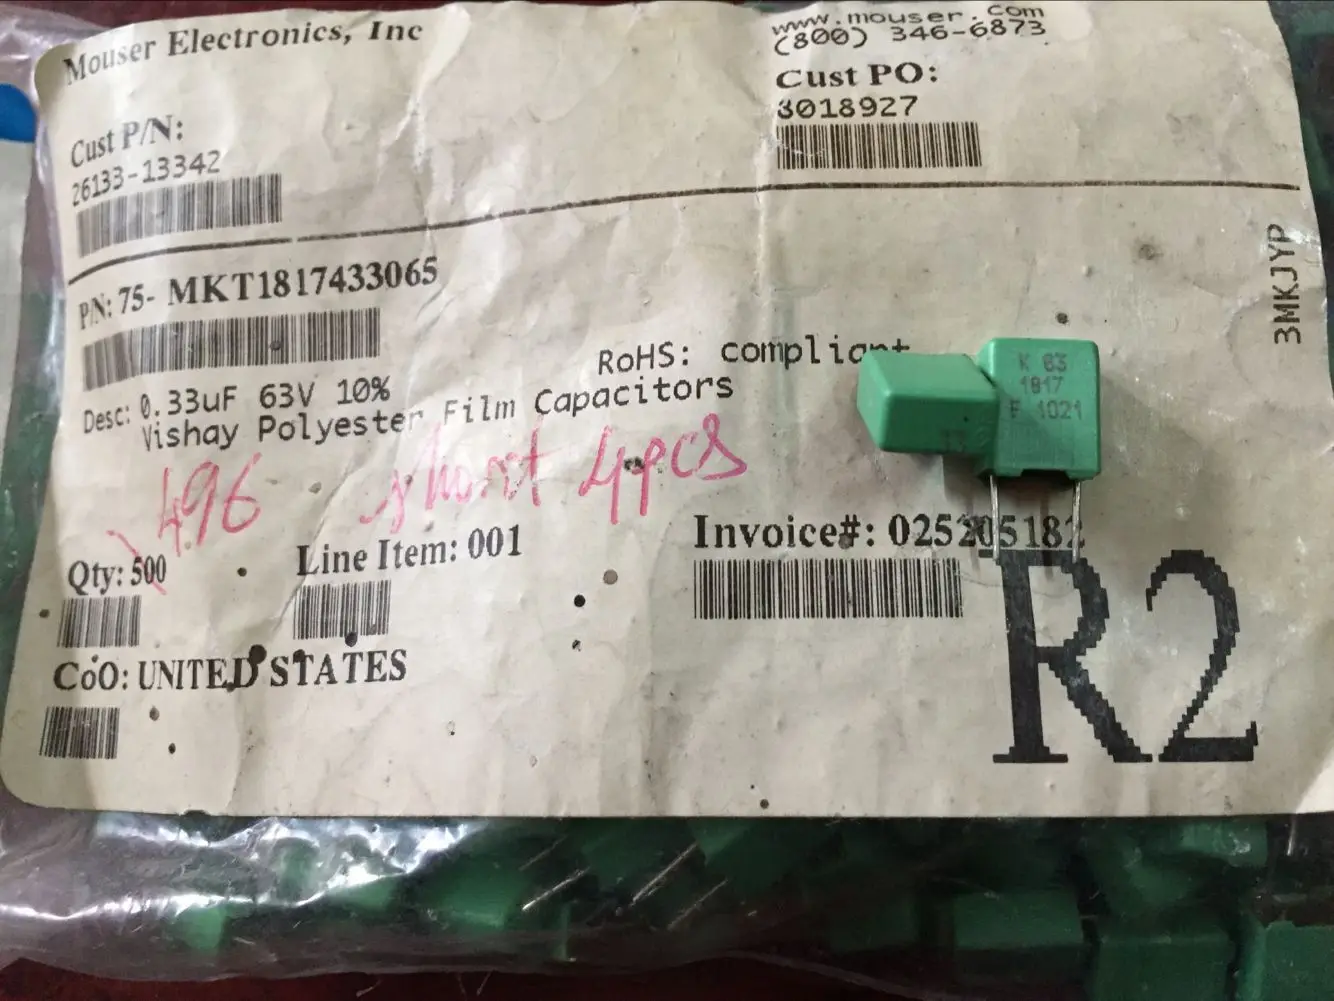 Mouser Electronics, Inc
www.mouser.com
(800) 346-6873
Cust PO:
3018927
Cust P/N:
26133-13342
P/N: 75- MKT1817433065
3MKJYP
RoHS: compliant
Desc: 0.33uF 63V 10%
Vishay Polyester Film Capacitors
K 63
1817
F 1021
496 short 4pcs
Qty: 500
Line Item: 001
Invoice#: 025205182
CoO: UNITED STATES
R2